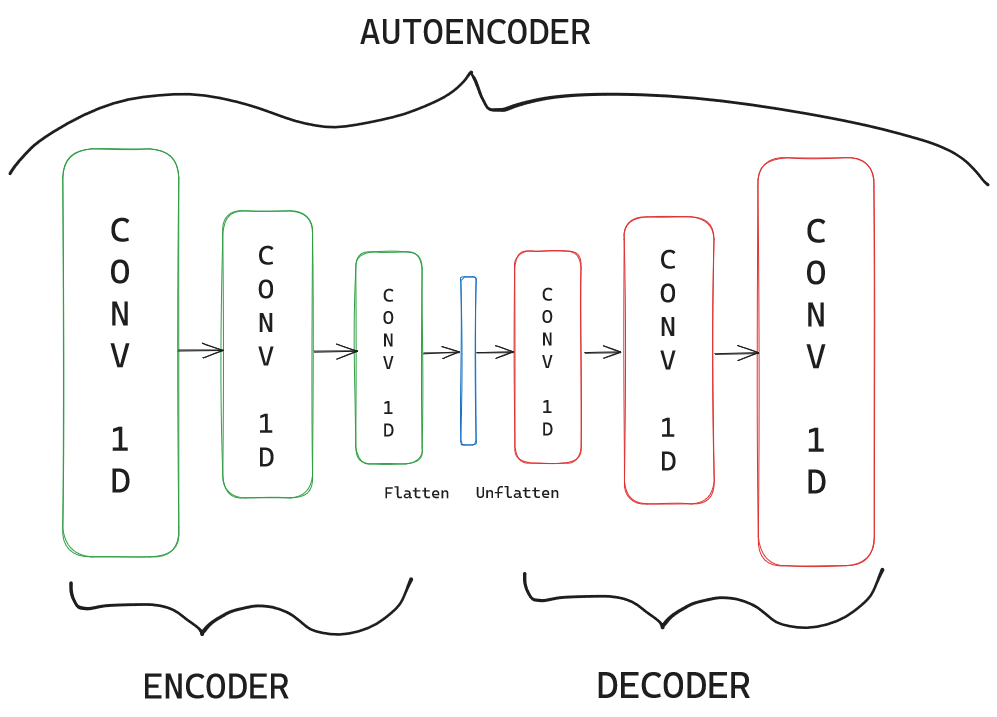 AUTOENCODER
CONV 1D
CONV 1D
CONV 1D
CONV 1D
CONV 1D
CONV 1D
Flatten
Unflatten
ENCODER
DECODER